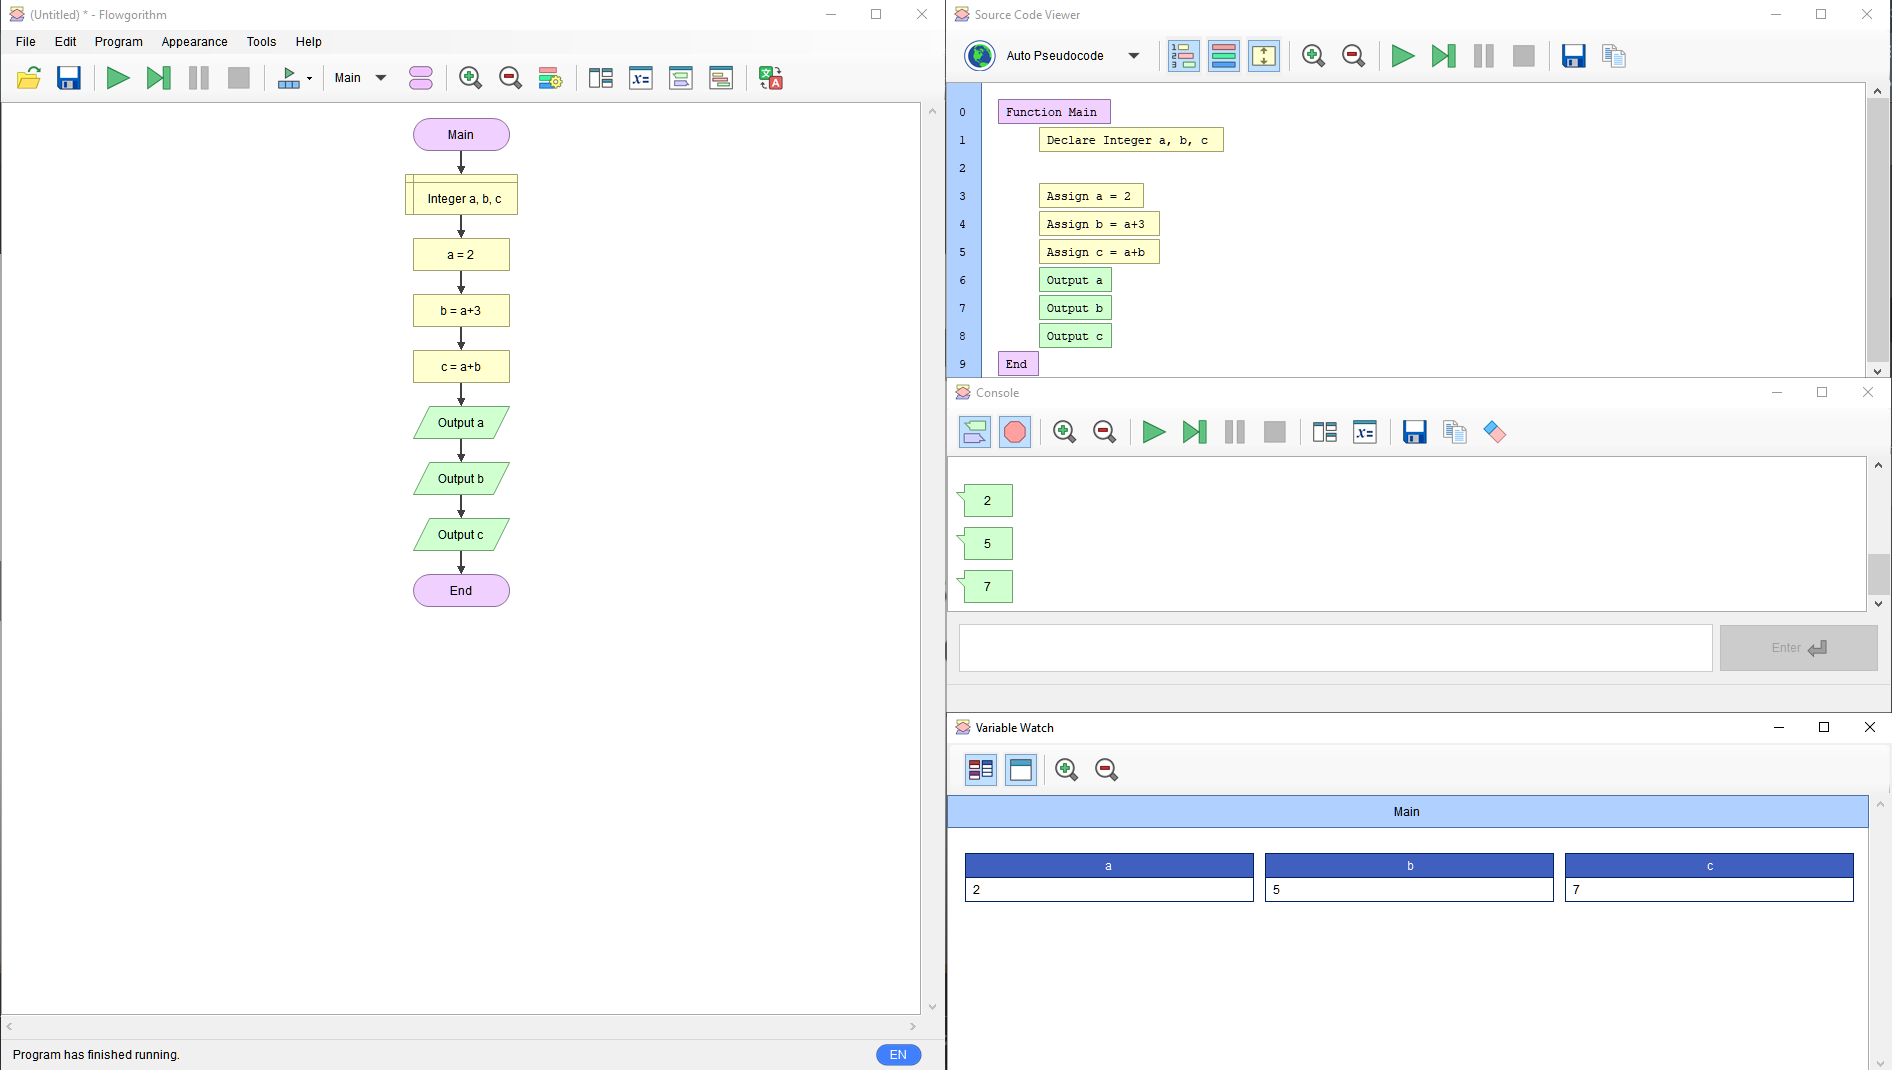 (Untitled) * - Flowgorithm
File Edit Program Appearance Tools Help
Main
Main
Integer a, b, c
a = 2
b = a+3
c = a+b
Output a
Output b
Output c
End
Program has finished running.
EN
Source Code Viewer
Auto Pseudocode
0 Function Main
1 Declare Integer a, b, c
2
3 Assign a = 2
4 Assign b = a+3
5 Assign c = a+b
6 Output a
7 Output b
8 Output c
9 End
Console
2
5
7
Enter
Variable Watch
Main
a b c
2 5 7